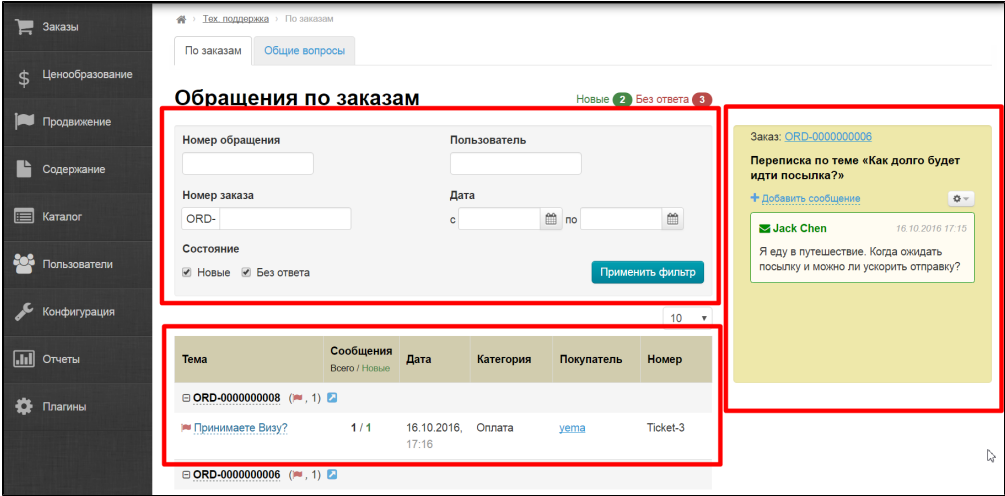 Заказы
Ценообразование
Продвижение
Содержание
Каталог
Пользователи
Конфигурация
Отчеты
Плагины
Тех. поддержка › По заказам
По заказам Общие вопросы
Обращения по заказам
Новые 2 Без ответа 3
Номер обращения Пользователь
Номер заказа Дата
ORD- с по
Состояние
Новые Без ответа
Применить фильтр
10
Тема Сообщения Дата Категория Покупатель Номер
Всего / Новые
ORD-0000000008 ( , 1)
Принимаете Визу? 1 / 1 16.10.2016, Оплата yema Ticket-3
17:16
ORD-0000000006 ( , 1)
Заказ: ORD-0000000006
Переписка по теме «Как долго будет
идти посылка?»
Добавить сообщение
Jack Chen 16.10.2016 17:15
Я еду в путешествие. Когда ожидать
посылку и можно ли ускорить отправку?